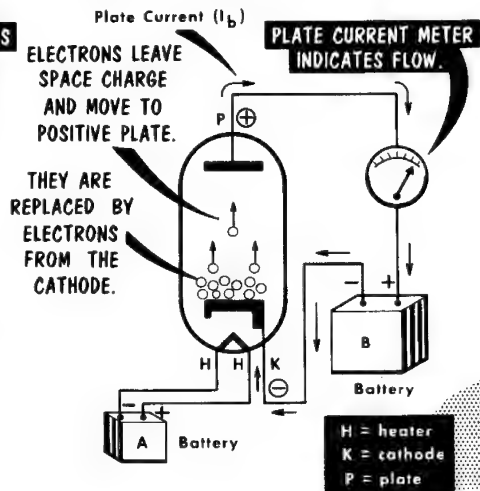 S
Plate Current (Ib)
PLATE CURRENT METER
INDICATES FLOW.
ELECTRONS LEAVE
SPACE CHARGE
AND MOVE TO
POSITIVE PLATE.
P +
THEY ARE
REPLACED BY
ELECTRONS
FROM THE
CATHODE.
- +
B
Battery
H H K
-
- +
A
Battery
H = heater
K = cathode
P = plate